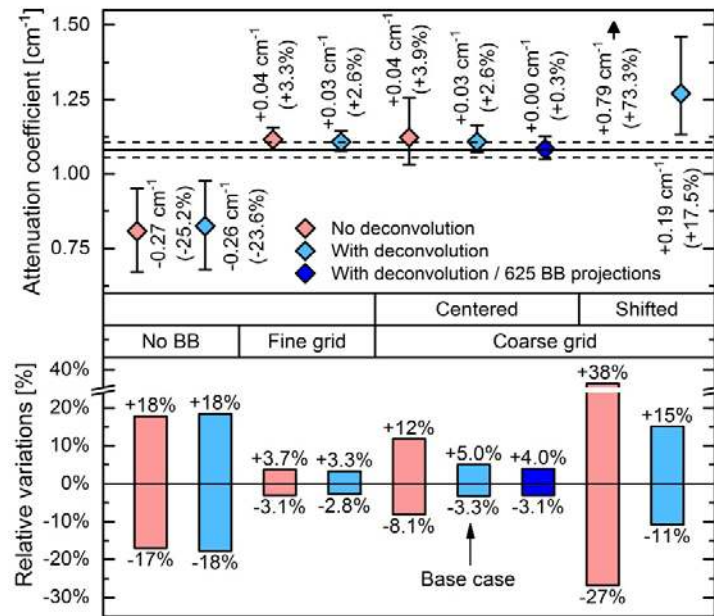 Attenuation coefficient [cm⁻¹]
1.50
1.25
1.00
0.75
-0.27 cm⁻¹
(-25.2%)
-0.26 cm⁻¹
(-23.6%)
+0.04 cm⁻¹
(+3.3%)
+0.03 cm⁻¹
(+2.6%)
+0.04 cm⁻¹
(+3.9%)
+0.03 cm⁻¹
(+2.6%)
+0.00 cm⁻¹
(+0.3%)
+0.79 cm⁻¹
(+73.3%)
+0.19 cm⁻¹
(+17.5%)
No deconvolution
With deconvolution
With deconvolution / 625 BB projections
Centered
Shifted
No BB
Fine grid
Coarse grid
Relative variations [%]
40%
20%
10%
0%
-10%
-20%
-30%
+18%
+18%
+3.7%
+3.3%
+12%
+5.0%
+4.0%
+38%
+15%
-17%
-18%
-3.1%
-2.8%
-8.1%
-3.3%
-3.1%
-27%
-11%
Base case